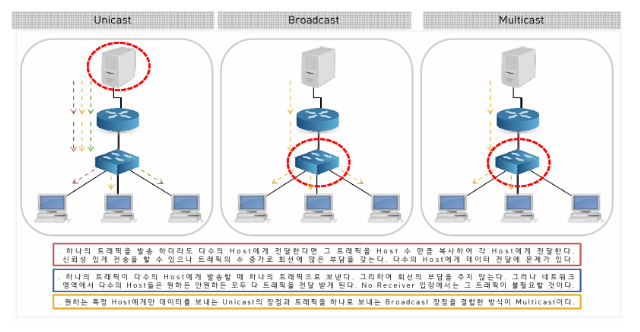 Unicast
Broadcast
Multicast
. 하나의 트래픽을 발송 하더라도 다수의 Host에게 전달한다면 그 트래픽을 Host 수 만큼 복사하여 각 Host에게 전달한다.
신뢰성 있게 전송을 할 수 있으나 트래픽의 수 증가로 회선에 많은 부담을 갖는다. 다수의 Host에게 데이터 전달에 문제가 있다.
. 하나의 트래픽이 다수의 Host에게 발송할 때 하나의 트래픽으로 보낸다. 그리하여 회선의 부담을 주지 않는다. 그러나 네트워크
영역에서 다수의 Host들은 원하든 안원하든 모두 다 트래픽을 전달 받게 된다. No Receiver 입장에서는 그 트래픽이 불필요할 것이다.
. 원하는 특정 Host에게만 데이터를 보내는 Unicast의 장점과 트래픽을 하나로 보내는 Broadcast 장점을 결합한 방식이 Multicast이다.